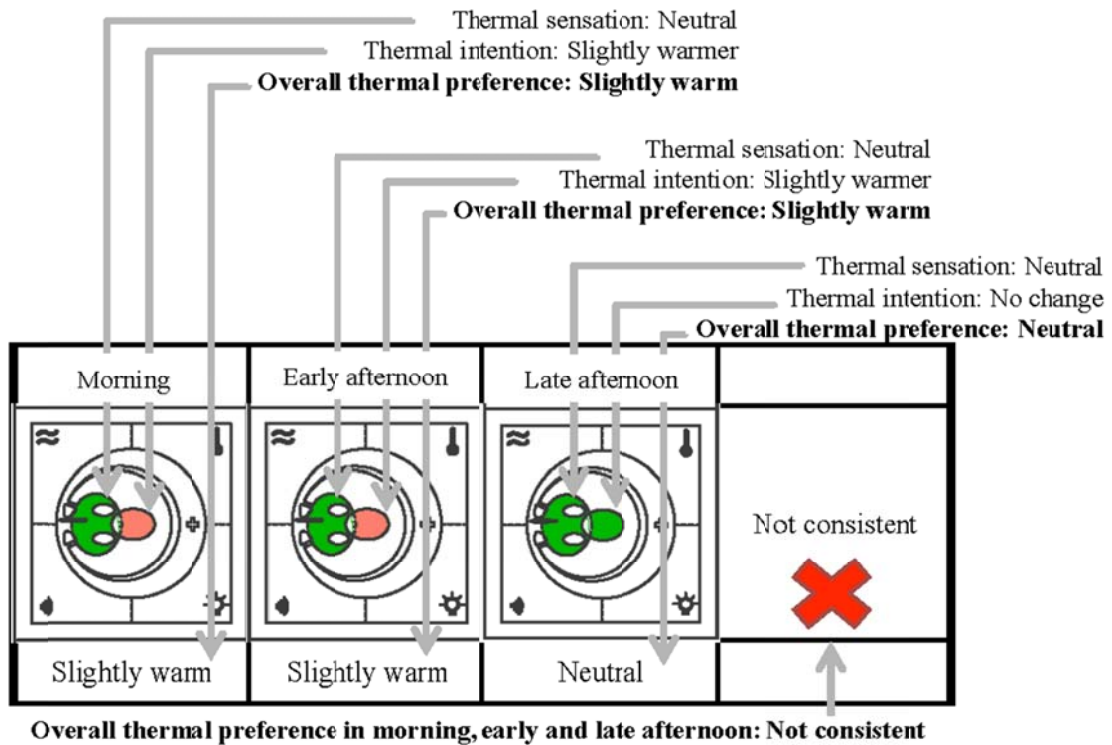 Thermal sensation: Neutral
Thermal intention: Slightly warmer
Overall thermal preference: Slightly warm
Thermal sensation: Neutral
Thermal intention: Slightly warmer
Overall thermal preference: Slightly warm
Thermal sensation: Neutral
Thermal intention: No change
Overall thermal preference: Neutral
Morning
Early afternoon
Late afternoon
Not consistent
Slightly warm
Slightly warm
Neutral
Overall thermal preference in morning, early and late afternoon: Not consistent